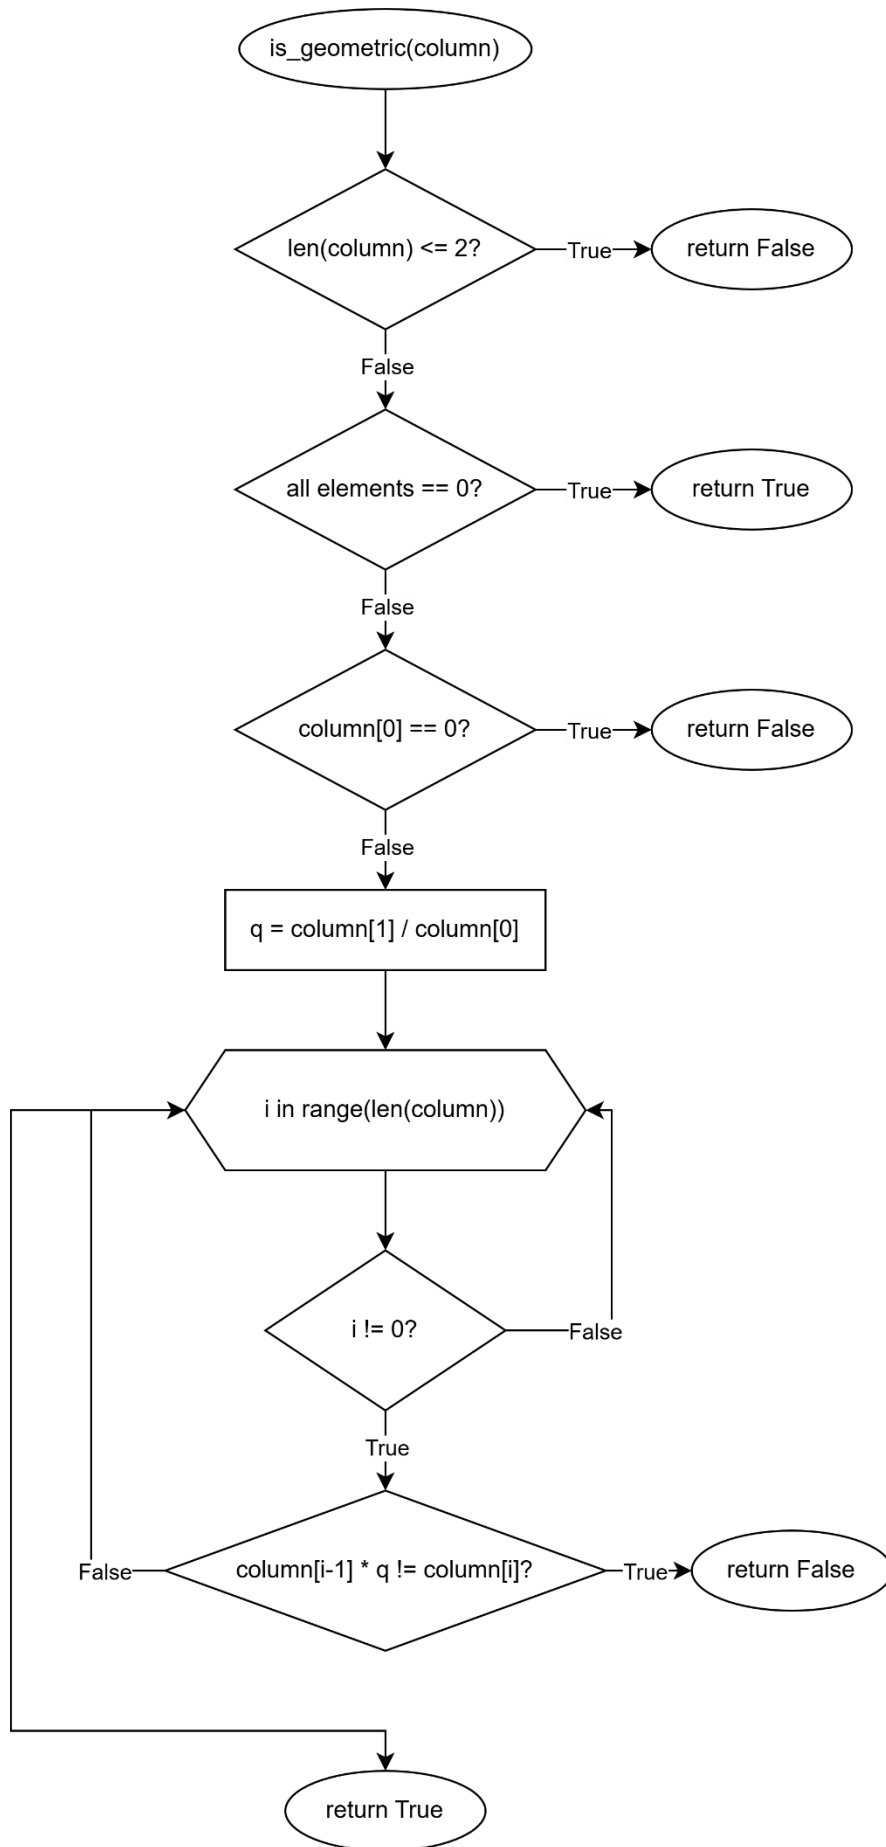 is_geometric(column)
len(column) <= 2?
True
return False
False
all elements == 0?
True
return True
False
column[0] == 0?
True
return False
False
q = column[1] / column[0]
i in range(len(column))
i != 0?
False
True
column[i-1] * q != column[i]?
False
True
return False
return True